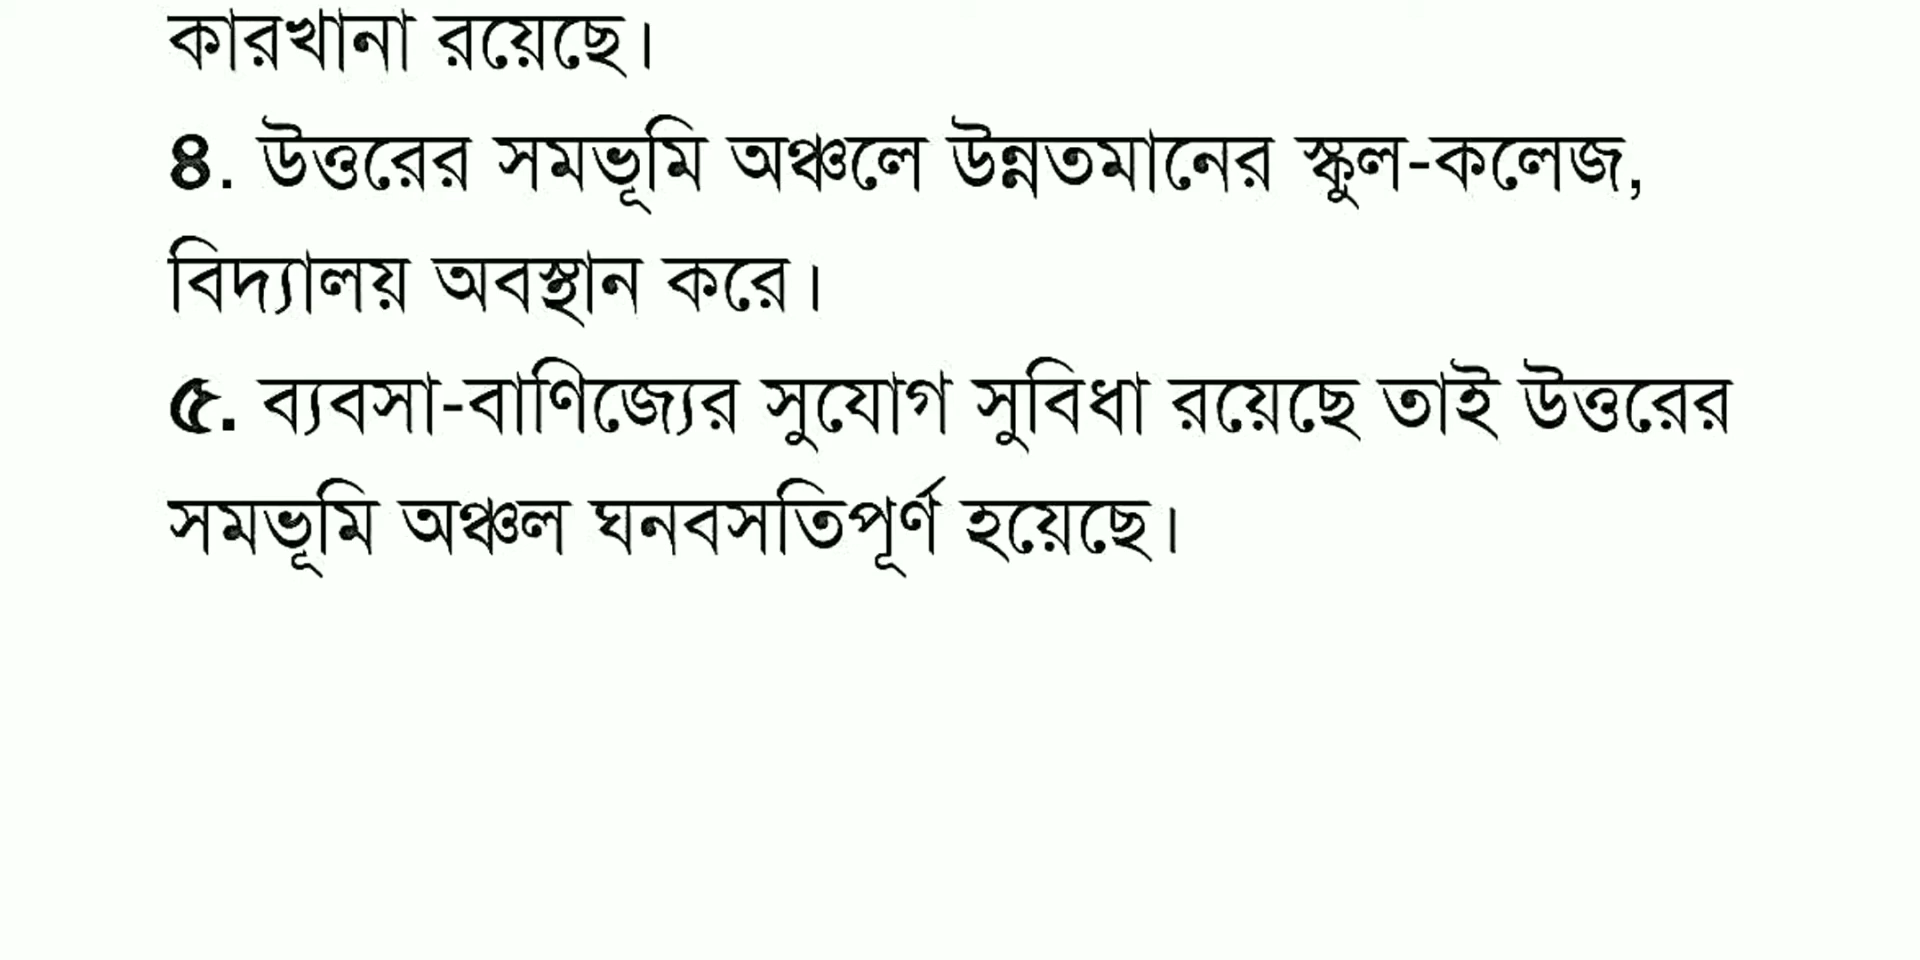 কারখানা রয়েছে।
৪. উত্তরের সমভূমি অঞ্চলে উন্নতমানের স্কুল-কলেজ,
বিদ্যালয় অবস্থান করে।
৫. ব্যবসা-বাণিজ্যের সুযোগ সুবিধা রয়েছে তাই উত্তরের
সমভূমি অঞ্চল ঘনবসতিপূর্ণ হয়েছে।